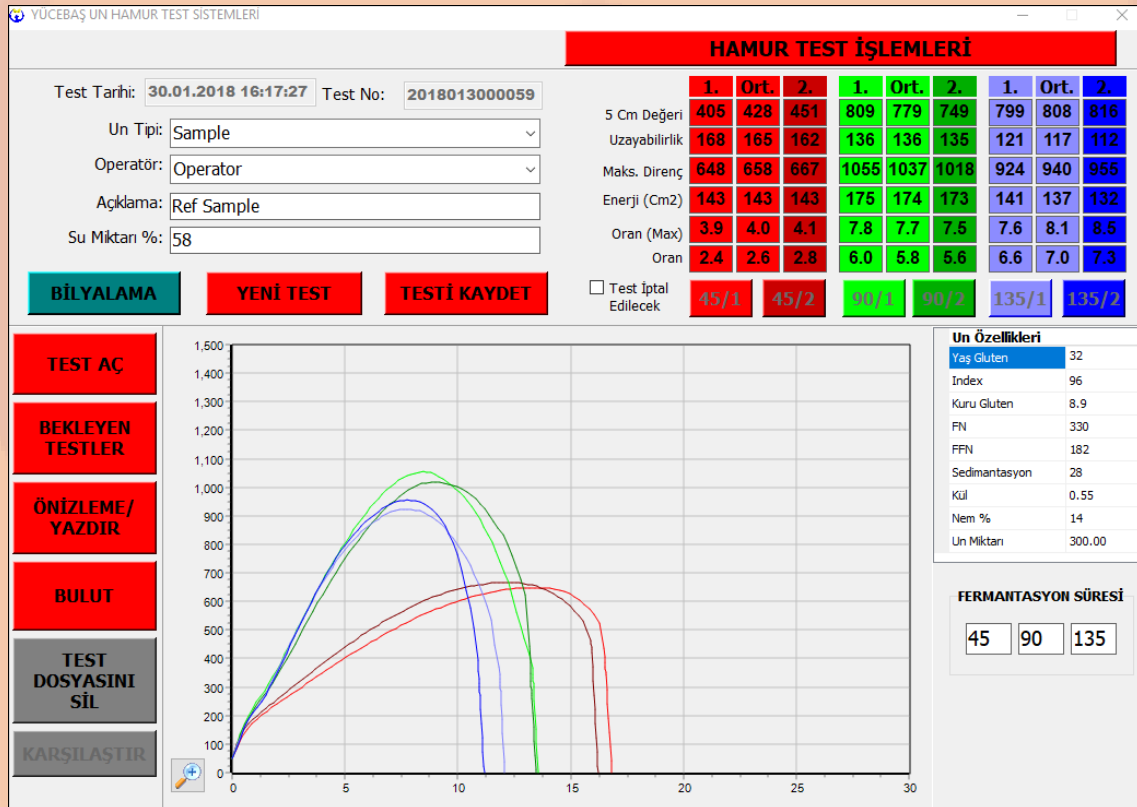 YÜCEBAŞ UN HAMUR TEST SİSTEMLERİ
HAMUR TEST İŞLEMLERİ
Test Tarihi: 30.01.2018 16:17:27 Test No: 2018013000059
Un Tipi: Sample
Operatör: Operator
Açıklama: Ref Sample
Su Miktarı %: 58
BİLYALAMA YENİ TEST TESTİ KAYDET
1. Ort. 2. 1. Ort. 2. 1. Ort. 2.
5 Cm Değeri 405 428 451 809 779 749 799 808 816
Uzayabilirlik 168 165 162 136 136 135 121 117 112
Maks. Direnç 648 658 667 1055 1037 1018 924 940 955
Enerji (Cm2) 143 143 143 175 174 173 141 137 132
Oran (Max) 3.9 4.0 4.1 7.8 7.7 7.5 7.6 8.1 8.5
Oran 2.4 2.6 2.8 6.0 5.8 5.6 6.6 7.0 7.3
Test İptal
Edilecek
45/1 45/2 90/1 90/2 135/1 135/2
TEST AÇ
BEKLEYEN
TESTLER
ÖNİZLEME/
YAZDIR
BULUT
TEST
DOSYASINI
SİL
KARŞILAŞTIR
1,500
1,400
1,300
1,200
1,100
1,000
900
800
700
600
500
400
300
200
100
0
0 5 10 15 20 25 30
Un Özellikleri
Yaş Gluten 32
Index 96
Kuru Gluten 8.9
FN 330
FFN 182
Sedimantasyon 28
Kül 0.55
Nem % 14
Un Miktarı 300.00
FERMANTASYON SÜRESİ
45 90 135